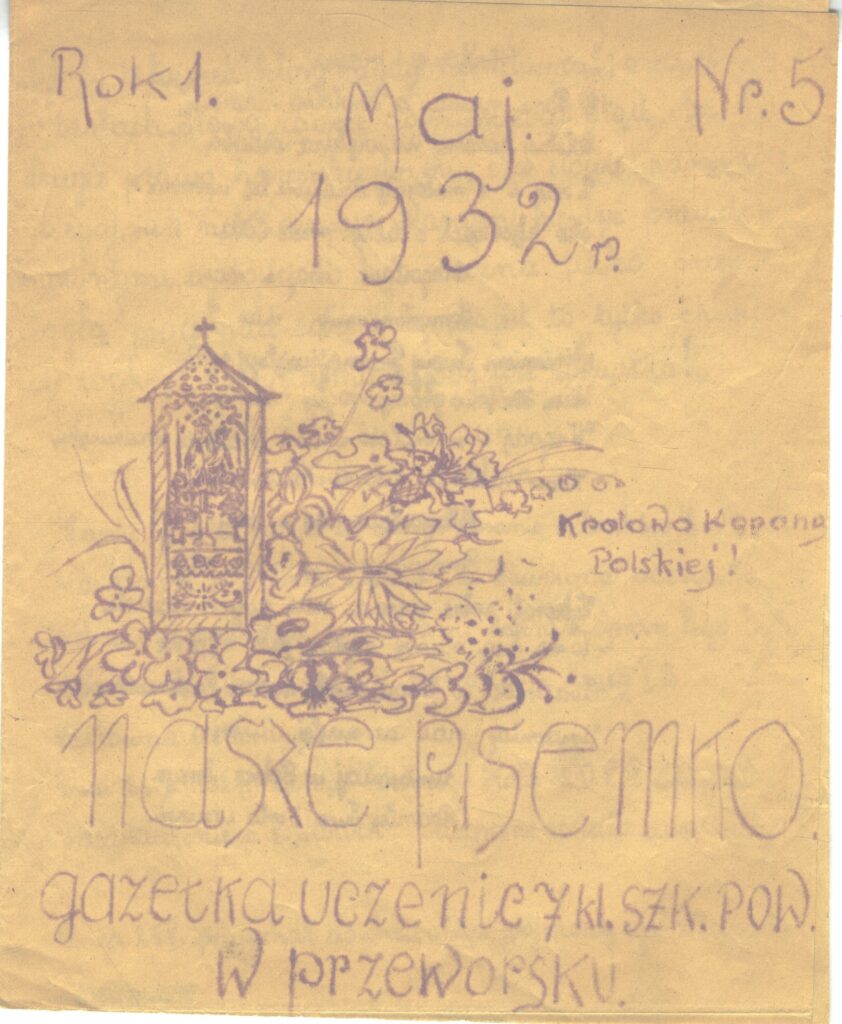 Rok 1. Maj. Nr. 5
1932 r.
Królowo Korony
Polskiej!
NASZE PISEMKO.
gazetka uczenic 7 kl. SZK. POW.
W PRZEWORSKU.